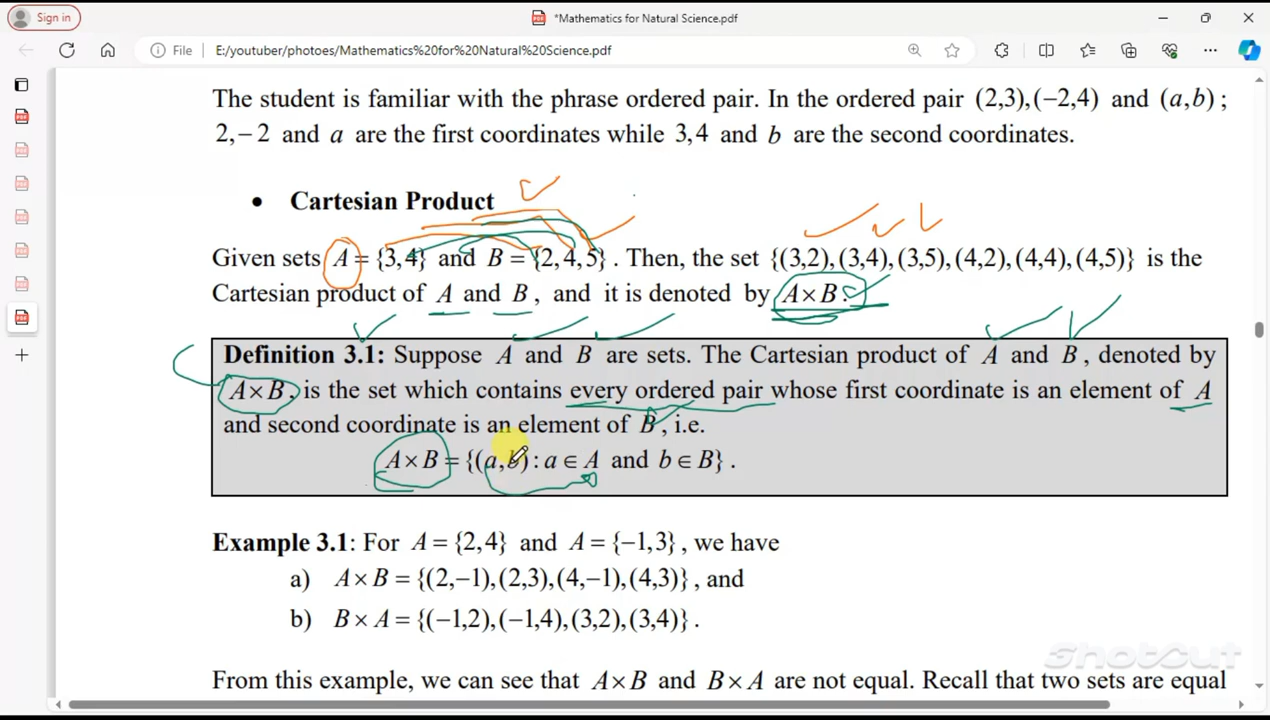 Sign in
*Mathematics for Natural Science.pdf
File
E:/youtuber/photoes/Mathematics%20for%20Natural%20Science.pdf
The student is familiar with the phrase ordered pair. In the ordered pair (2,3),(−2,4) and (a,b);
2,−2 and a are the first coordinates while 3,4 and b are the second coordinates.
• Cartesian Product
Given sets A = {3,4} and B = {2,4,5}. Then, the set {(3,2),(3,4),(3,5),(4,2),(4,4),(4,5)} is the
Cartesian product of A and B, and it is denoted by A×B.
Definition 3.1: Suppose A and B are sets. The Cartesian product of A and B, denoted by
A×B, is the set which contains every ordered pair whose first coordinate is an element of A
and second coordinate is an element of B, i.e.
A×B = {(a,b): a ∈ A and b ∈ B}.
Example 3.1: For A = {2,4} and A = {−1,3}, we have
a) A×B = {(2,−1),(2,3),(4,−1),(4,3)}, and
b) B×A = {(−1,2),(−1,4),(3,2),(3,4)}.
From this example, we can see that A×B and B×A are not equal. Recall that two sets are equal
Shotcut